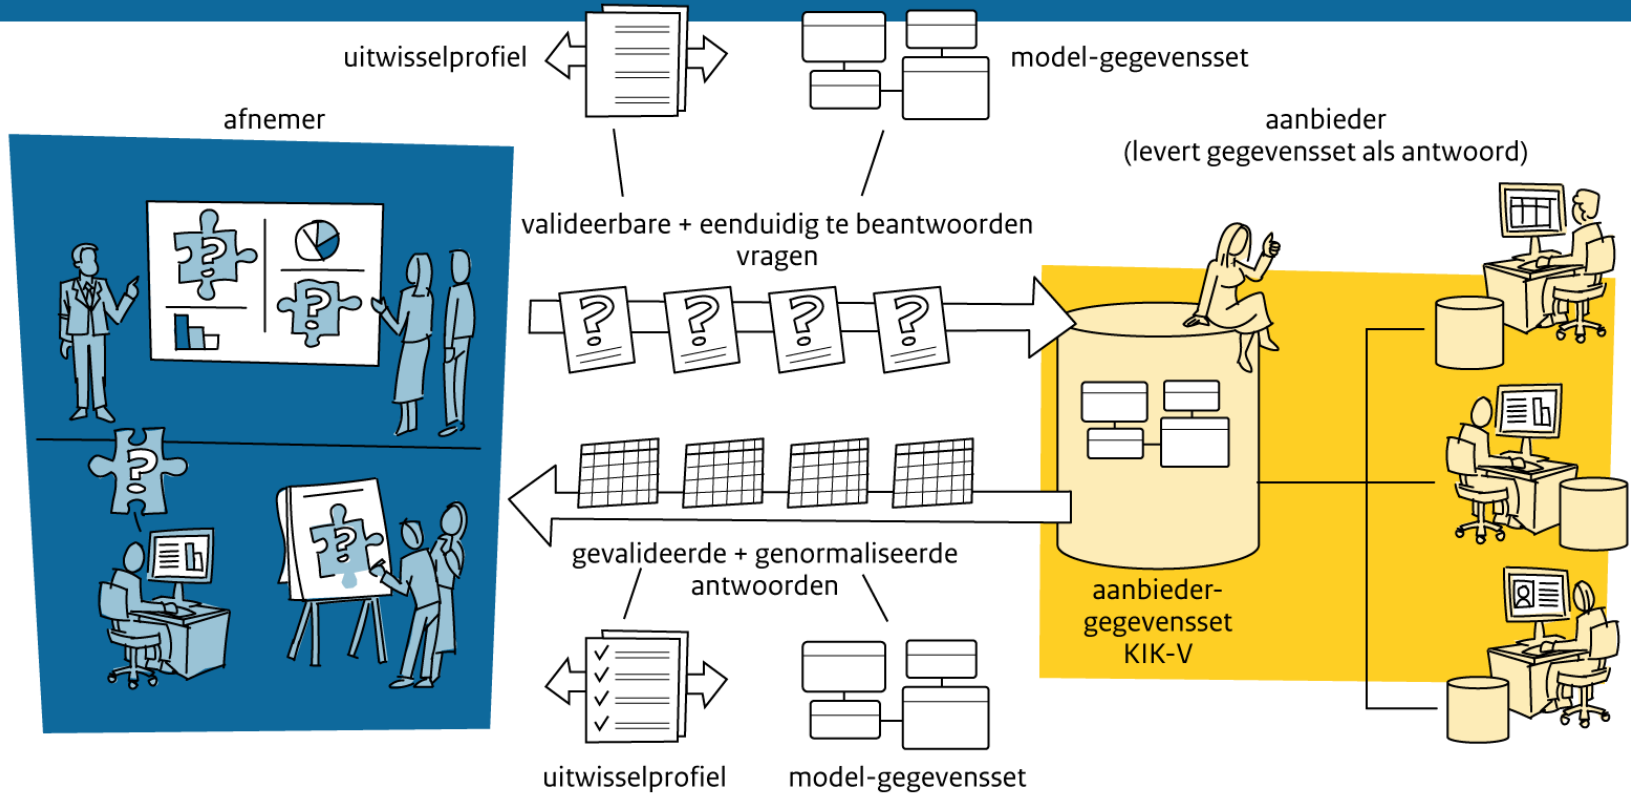 uitwisselprofiel
model-gegevensset
afnemer
aanbieder
(levert gegevensset als antwoord)
valideerbare + eenduidig te beantwoorden
vragen
?
?
?
?
?
?
?
?
gevalideerde + genormaliseerde
antwoorden
aanbieder-
gegevensset
KIK-V
uitwisselprofiel
model-gegevensset